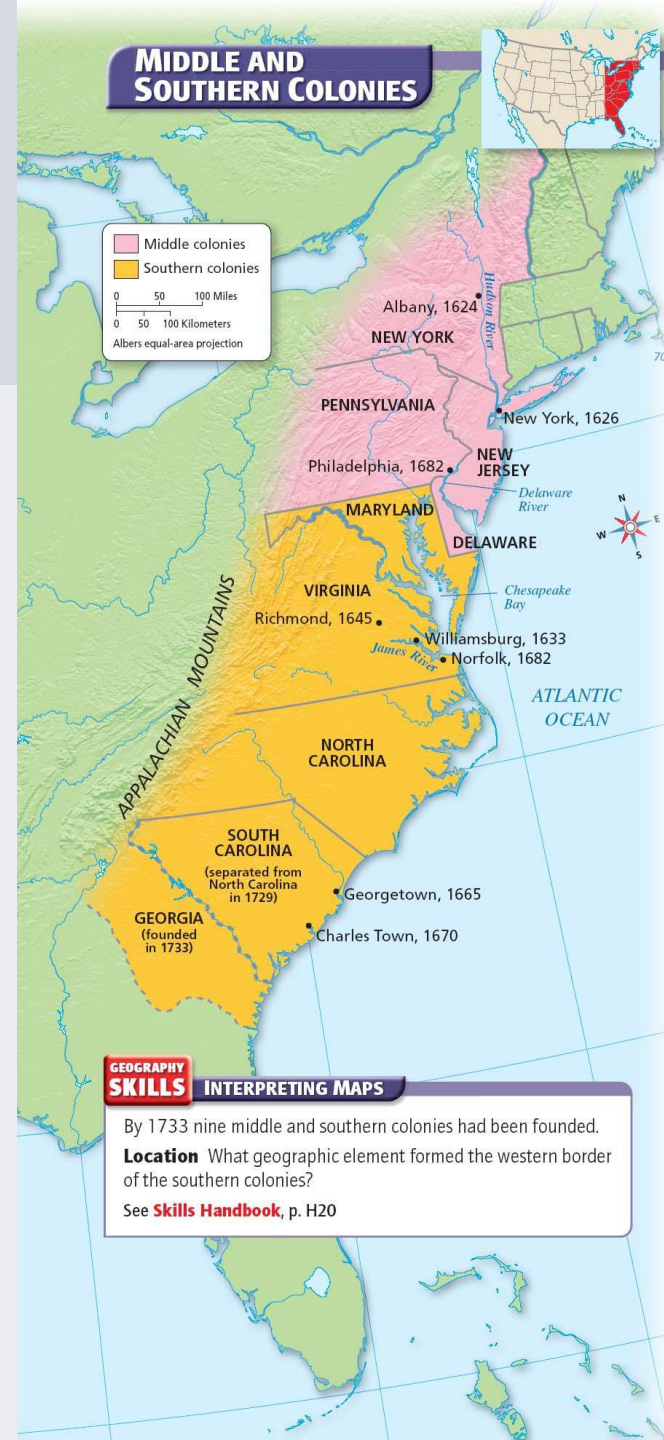 MIDDLE AND
SOUTHERN COLONIES
Middle colonies
Southern colonies
0 50 100 Miles
0 50 100 Kilometers
Albers equal-area projection
Albany, 1624
Hudson River
NEW YORK
70
PENNSYLVANIA
New York, 1626
Philadelphia, 1682
NEW
JERSEY
Delaware
River
N
W E
S
MARYLAND
DELAWARE
VIRGINIA
Chesapeake
Bay
Richmond, 1645
Williamsburg, 1633
James River
Norfolk, 1682
APPALACHIAN MOUNTAINS
ATLANTIC
OCEAN
NORTH
CAROLINA
SOUTH
CAROLINA
(separated from
North Carolina
in 1729)
Georgetown, 1665
GEORGIA
(founded
in 1733)
Charles Town, 1670
GEOGRAPHY
SKILLS INTERPRETING MAPS
By 1733 nine middle and southern colonies had been founded.
Location What geographic element formed the western border
of the southern colonies?
See Skills Handbook, p. H20